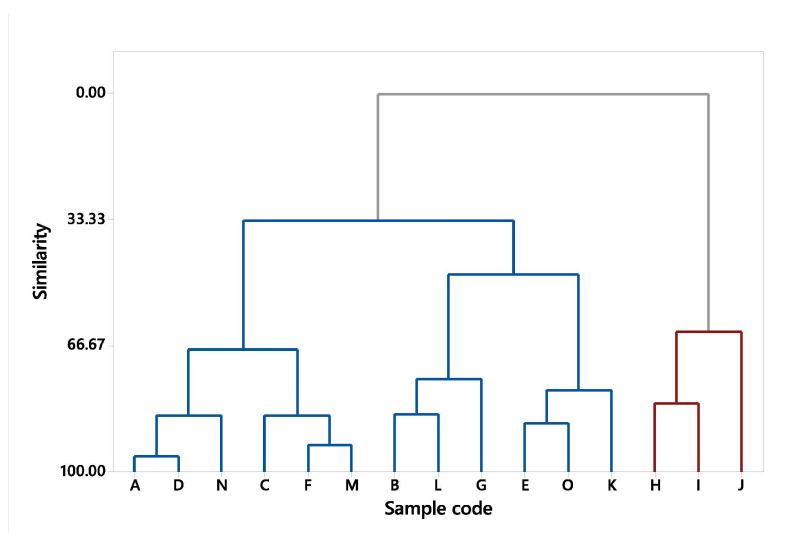 0.00
33.33
66.67
100.00
Similarity
A D N C F M B L G E O K H I J
Sample code